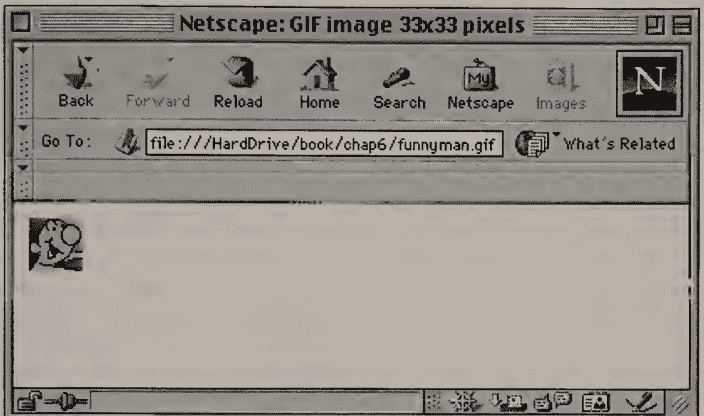 Netscape: GIF image 33x33 pixels
Back Forward Reload Home Search My Netscape Images N
Go To: file:///HardDrive/book/chap6/funnyman.gif What's Related